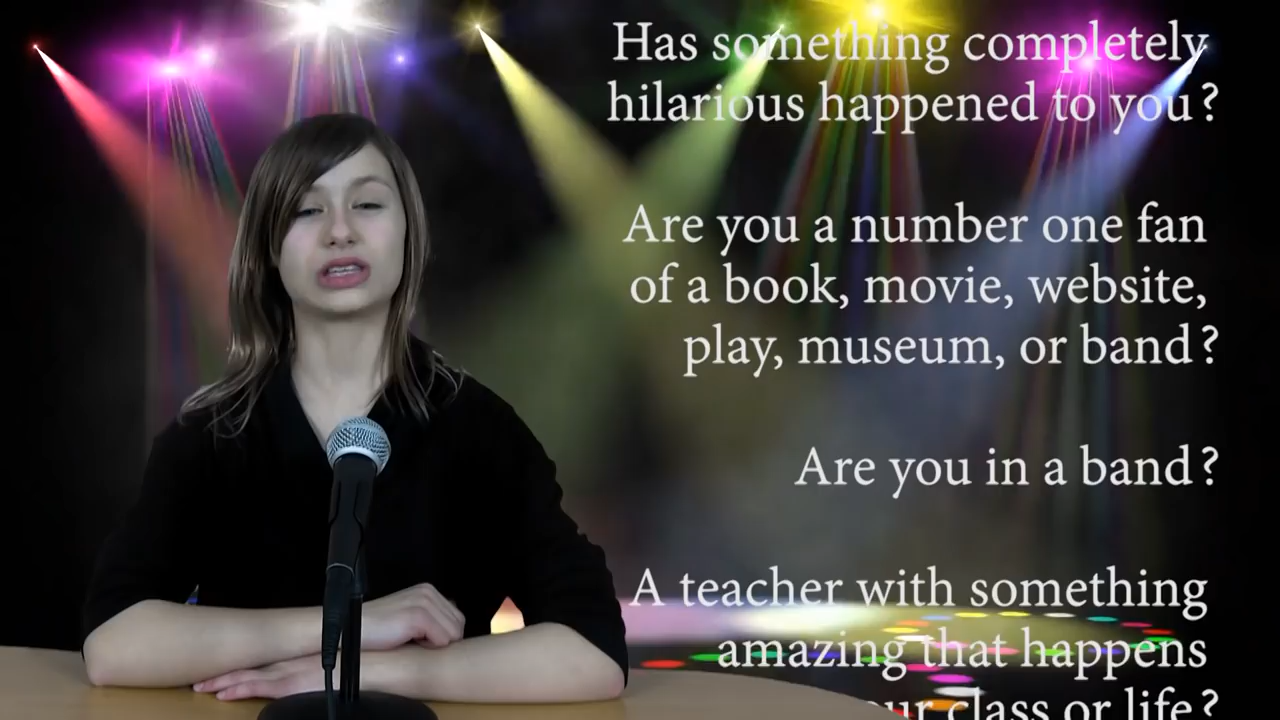 Has something completely
hilarious happened to you?
Are you a number one fan
of a book, movie, website,
play, museum, or band?
Are you in a band?
A teacher with something
amazing that happens
class or life?